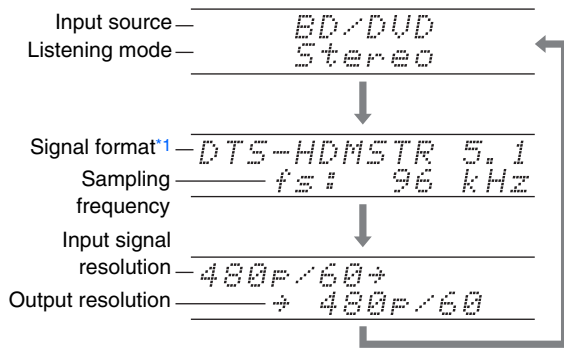 Input source
BD/DVD
Listening mode
Stereo
Signal format*1
DTS-HDMSTR 5.1
Sampling
frequency
fs: 96 kHz
Input signal
resolution
480p/60→
Output resolution
→ 480p/60